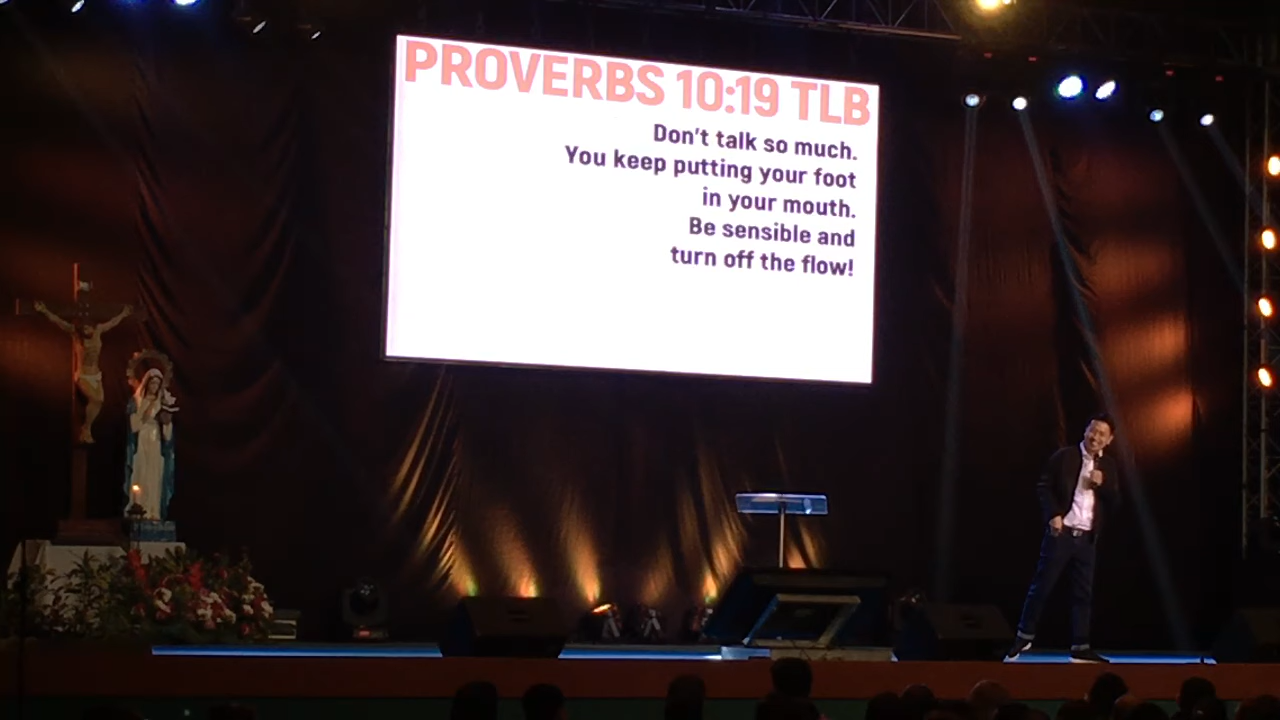 PROVERBS 10:19 TLB
Don't talk so much.
You keep putting your foot
in your mouth.
Be sensible and
turn off the flow!